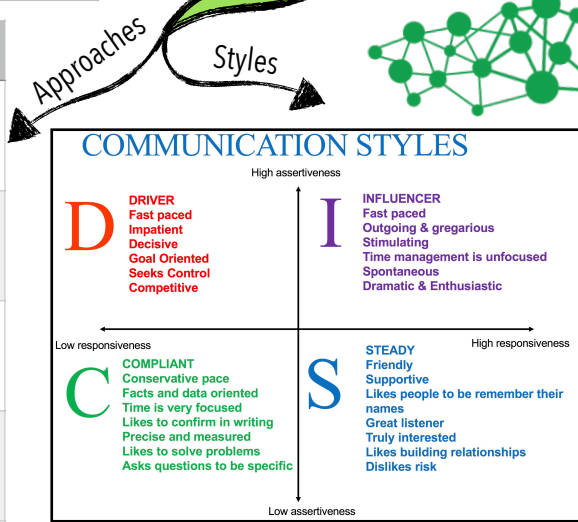 Approaches
Styles
COMMUNICATION STYLES
High assertiveness
D
DRIVER
Fast paced
Impatient
Decisive
Goal Oriented
Seeks Control
Competitive
I
INFLUENCER
Fast paced
Outgoing & gregarious
Stimulating
Time management is unfocused
Spontaneous
Dramatic & Enthusiastic
Low responsiveness
High responsiveness
C
COMPLIANT
Conservative pace
Facts and data oriented
Time is very focused
Likes to confirm in writing
Precise and measured
Likes to solve problems
Asks questions to be specific
S
STEADY
Friendly
Supportive
Likes people to be remember their
names
Great listener
Truly interested
Likes building relationships
Dislikes risk
Low assertiveness